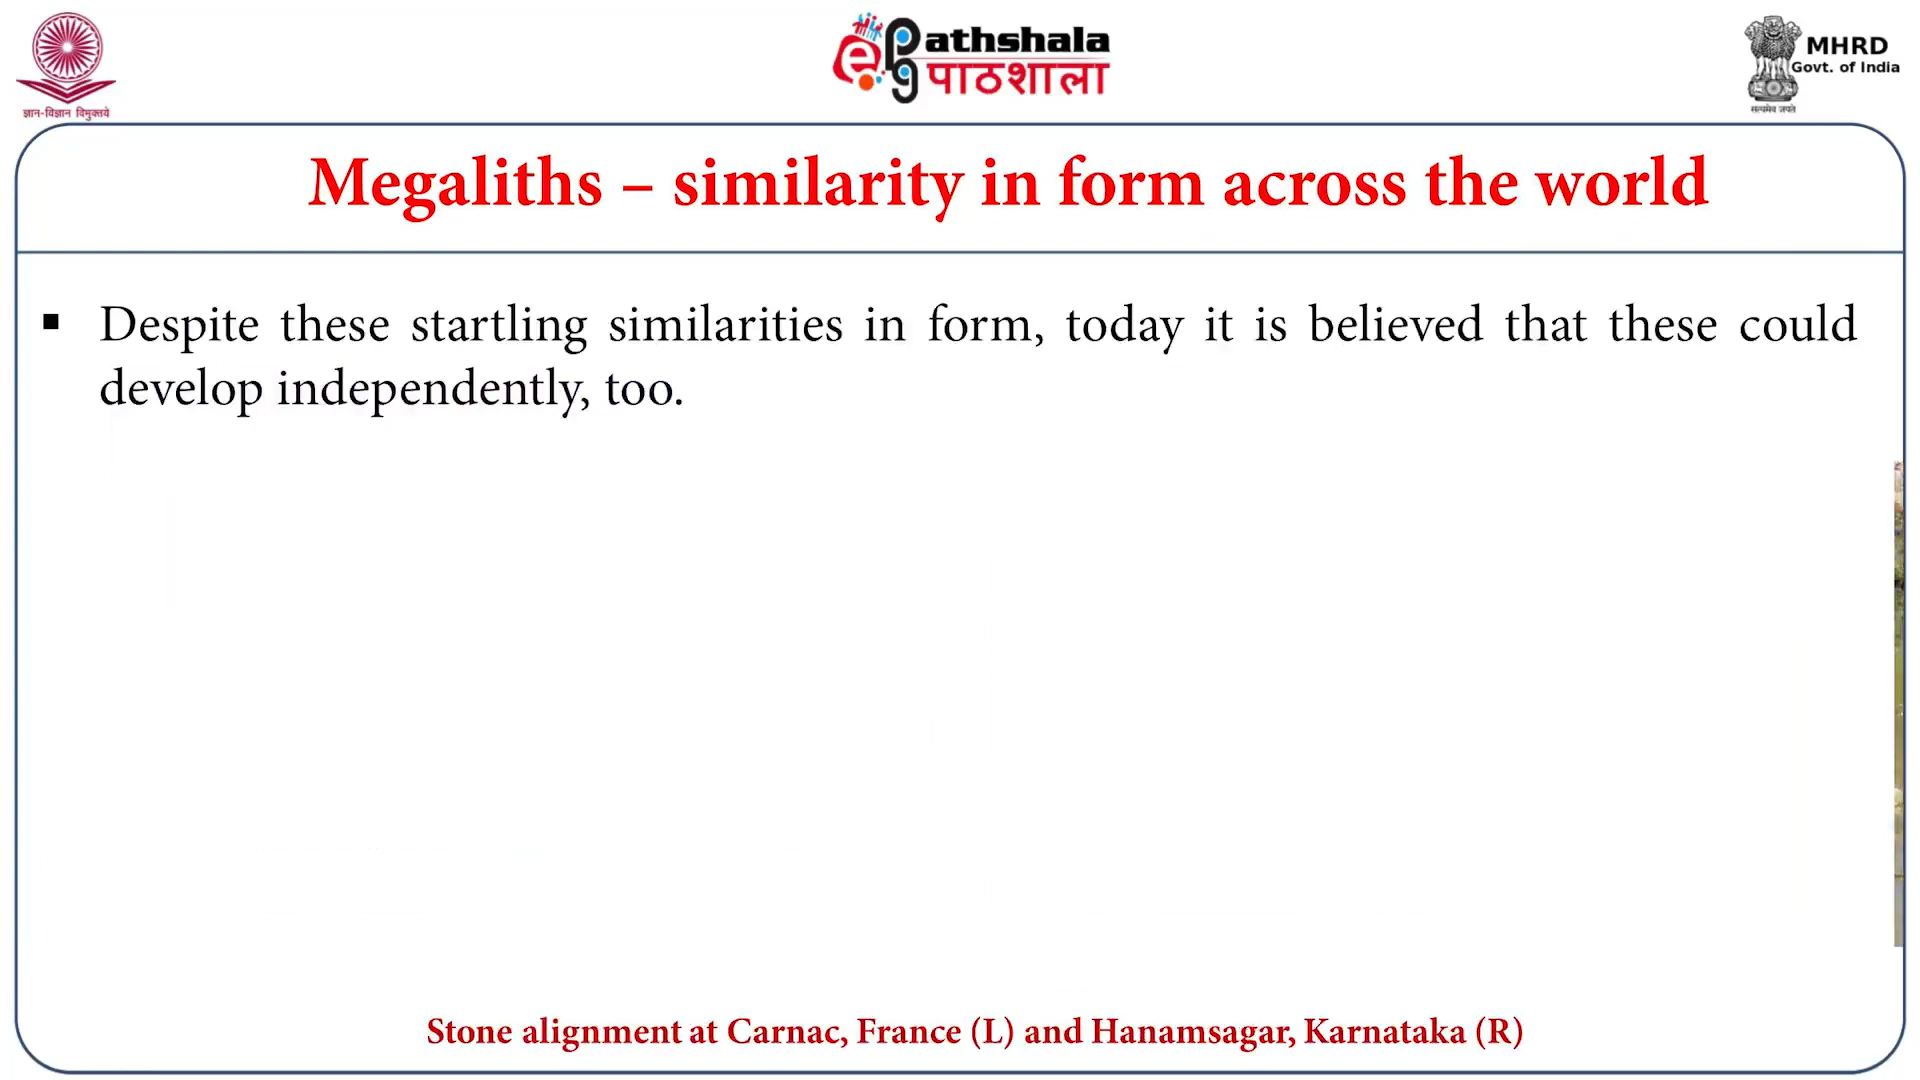 ज्ञान-विज्ञान विमुक्तये
ePG Pathshala
पाठशाला
MHRD
Govt. of India
सत्यमेव जयते
Megaliths – similarity in form across the world
▪ Despite these startling similarities in form, today it is believed that these could
develop independently, too.
Stone alignment at Carnac, France (L) and Hanamsagar, Karnataka (R)